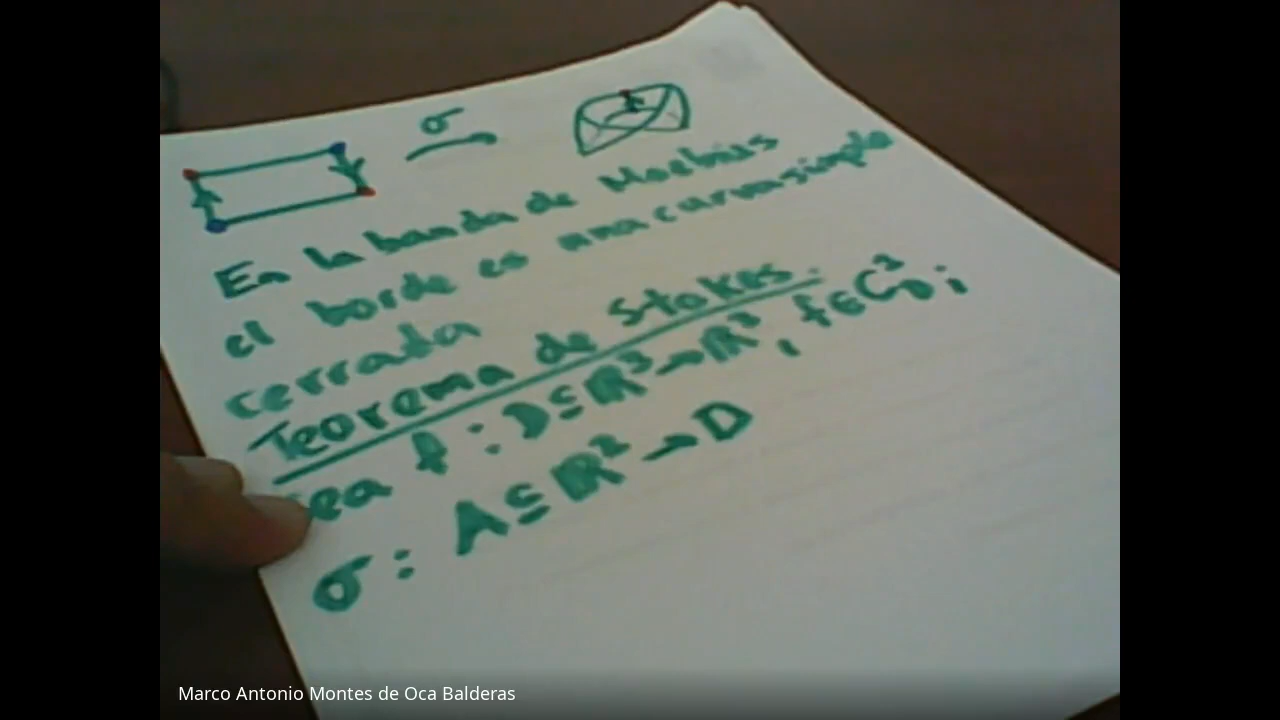 σ
En la banda de Moebius
el borde es una curva simple
cerrada
Teorema de Stokes.
Sea f : D ⊆ ℝ³ → ℝ³, f ∈ C¹_D ;
σ : A ⊆ ℝ² → D
Marco Antonio Montes de Oca Balderas